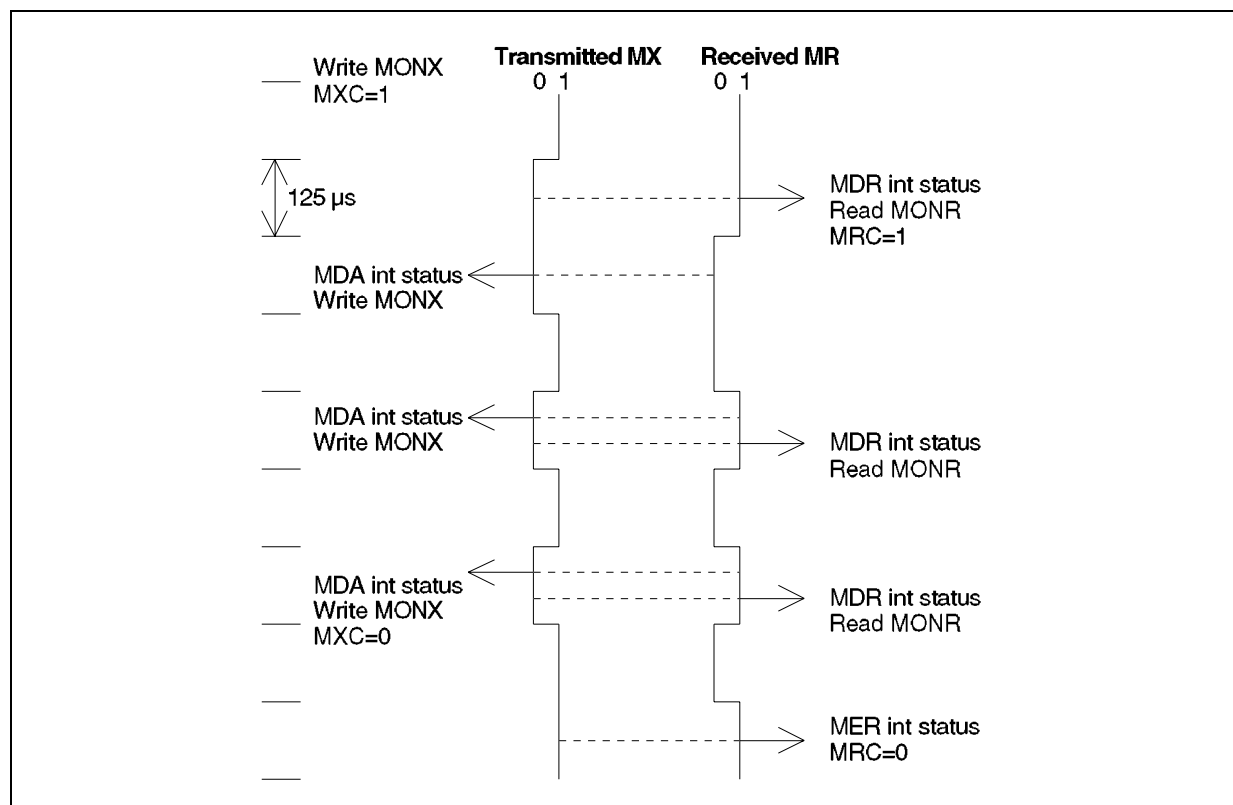 Transmitted MX
Received MR
Write MONX
MXC=1
0 1
0 1
125 µs
MDR int status
Read MONR
MRC=1
MDA int status
Write MONX
MDA int status
Write MONX
MDR int status
Read MONR
MDA int status
Write MONX
MXC=0
MDR int status
Read MONR
MER int status
MRC=0